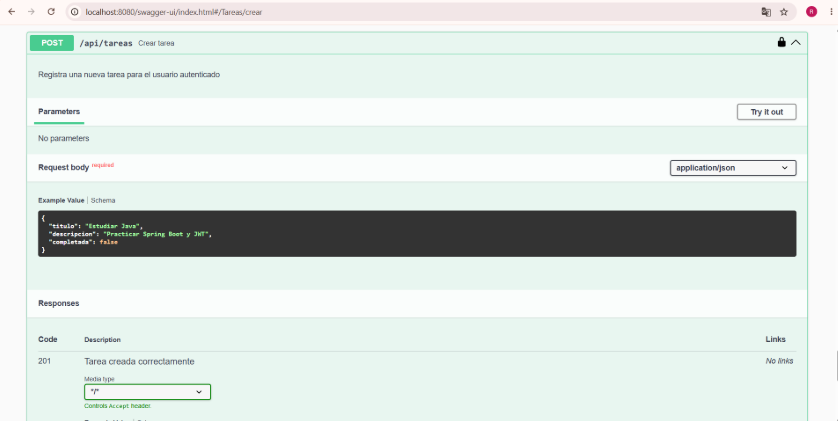 localhost:8080/swagger-ui/index.html#/Tareas/crear
R
POST /api/tareas Crear tarea
Registra una nueva tarea para el usuario autenticado
Parameters
Try it out
No parameters
Request body required
application/json
Example Value | Schema
{
"titulo": "Estudiar Java",
"descripcion": "Practicar Spring Boot y JWT",
"completada": false
}
Responses
Code Description Links
201 Tarea creada correctamente No links
Media type
*/*
Controls Accept header.